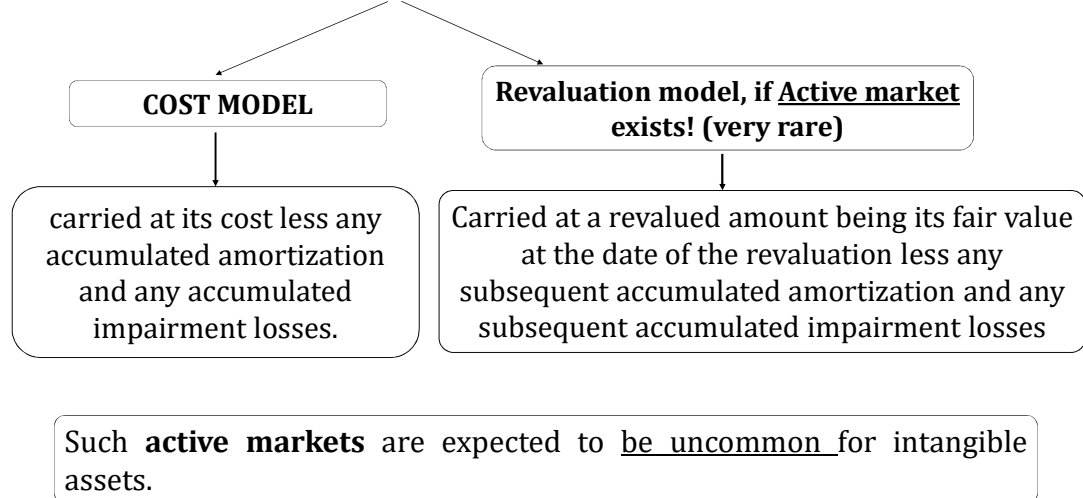 COST MODEL
Revaluation model, if Active market
exists! (very rare)
carried at its cost less any
accumulated amortization
and any accumulated
impairment losses.
Carried at a revalued amount being its fair value
at the date of the revaluation less any
subsequent accumulated amortization and any
subsequent accumulated impairment losses
Such active markets are expected to be uncommon for intangible
assets.